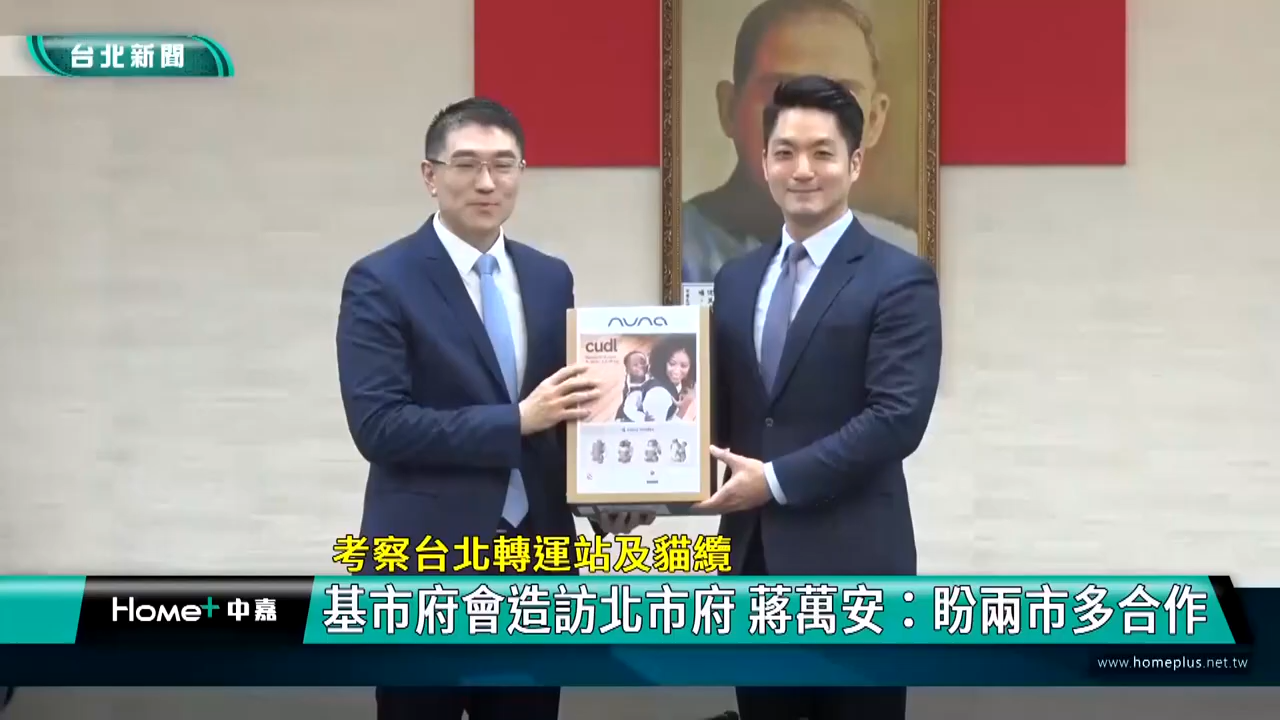 台北新聞
nuna
cudl
考察台北轉運站及貓纜
Home+ 中嘉
基市府會造訪北市府 蔣萬安：盼兩市多合作
www.homeplus.net.tw